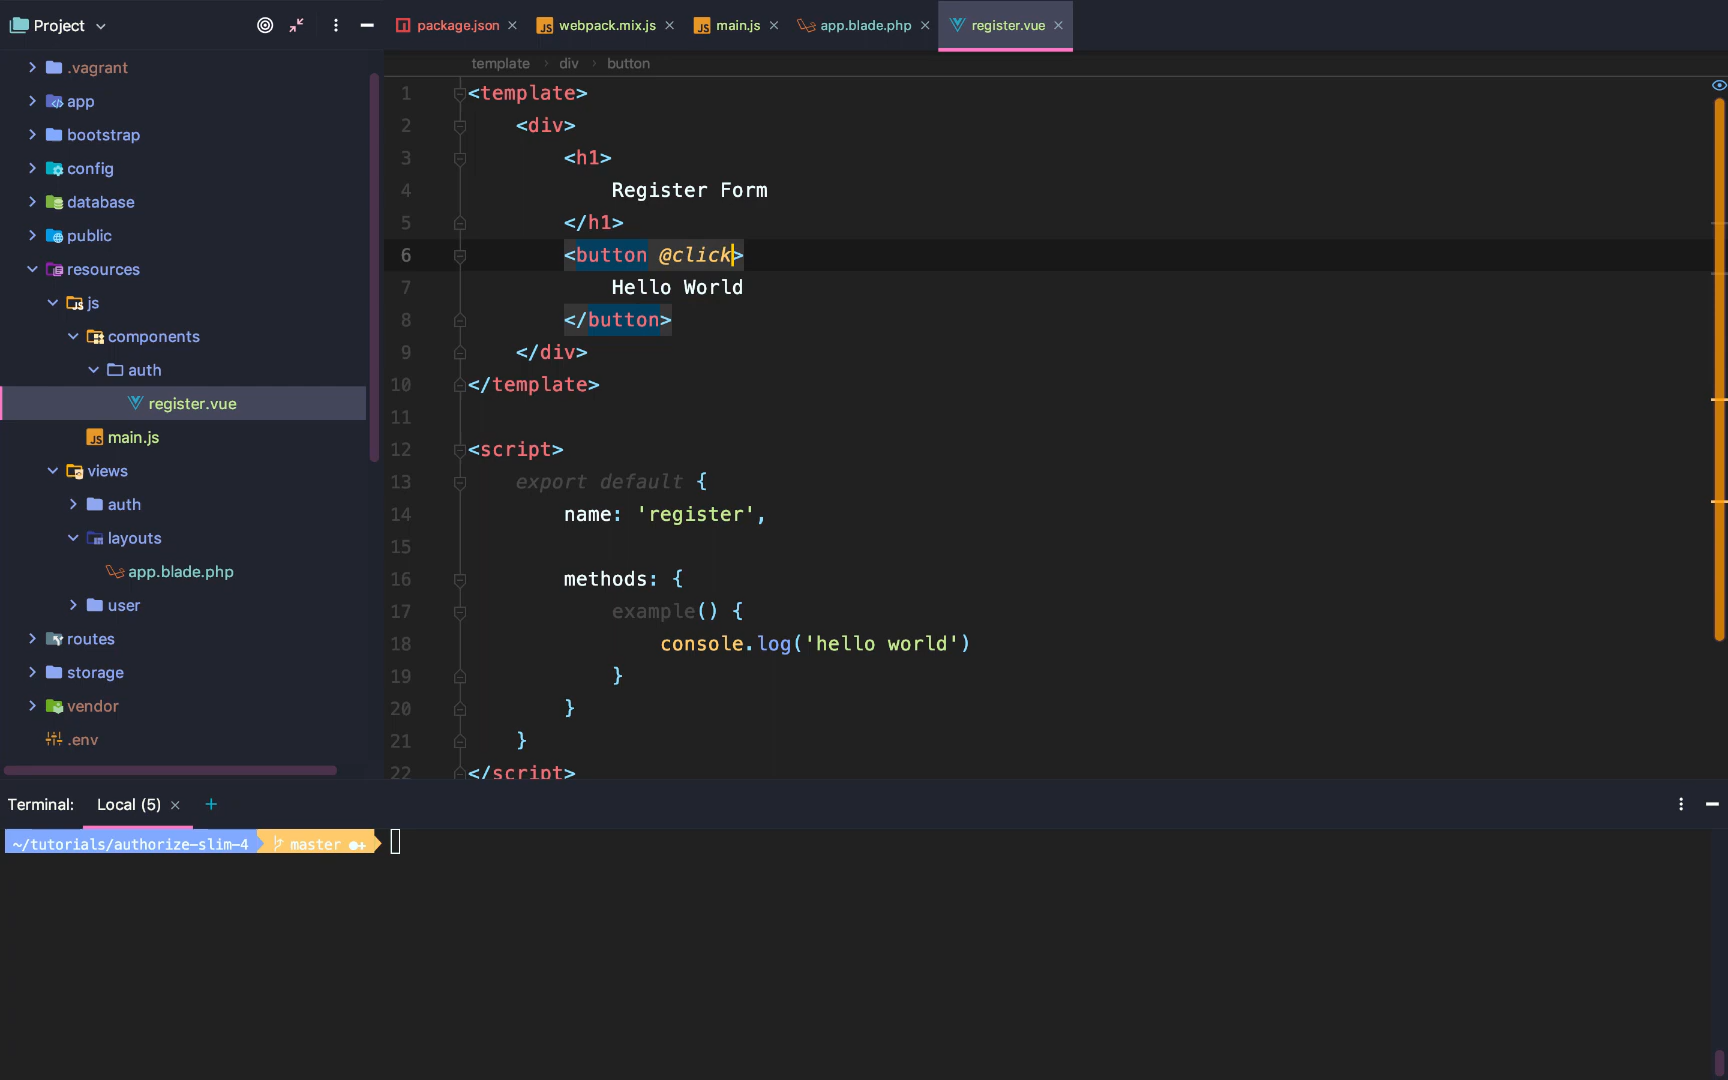 Project
package.json
webpack.mix.js
main.js
app.blade.php
register.vue
template
div
button
.vagrant
app
bootstrap
config
database
public
resources
js
components
auth
register.vue
main.js
views
auth
layouts
app.blade.php
user
routes
storage
vendor
.env
1 <template>
2 <div>
3 <h1>
4 Register Form
5 </h1>
6 <button @click>
7 Hello World
8 </button>
9 </div>
10 </template>
11
12 <script>
13 export default {
14 name: 'register',
15
16 methods: {
17 example() {
18 console.log('hello world')
19 }
20 }
21 }
22 </script>
Terminal: Local (5) +
~/tutorials/authorize-slim-4 master ●+